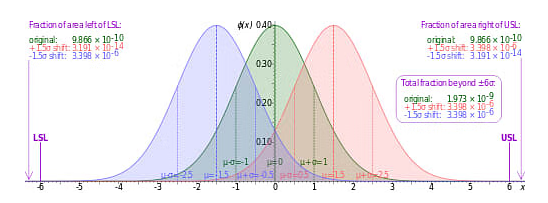 Fraction of area left of LSL:
original: 9.866 × 10^-10
+1.5σ shift: 3.191 × 10^-14
-1.5σ shift: 3.398 × 10^-6
ϕ(x)
0.40
0.30
0.20
0.10
Fraction of area right of USL:
original: 9.866 × 10^-10
+1.5σ shift: 3.398 × 10^-6
-1.5σ shift: 3.191 × 10^-14
Total fraction beyond ±6σ:
original: 1.973 × 10^-9
+1.5σ shift: 3.398 × 10^-6
-1.5σ shift: 3.398 × 10^-6
LSL
USL
μ-σ=-1 μ=0 μ+σ=1
μ-σ=-2.5 μ=-1.5 μ+σ=-0.5 μ-σ=0.5 μ=1.5 μ+σ=2.5
-6 -5 -4 -3 -2 -1 0 1 2 3 4 5 6 x